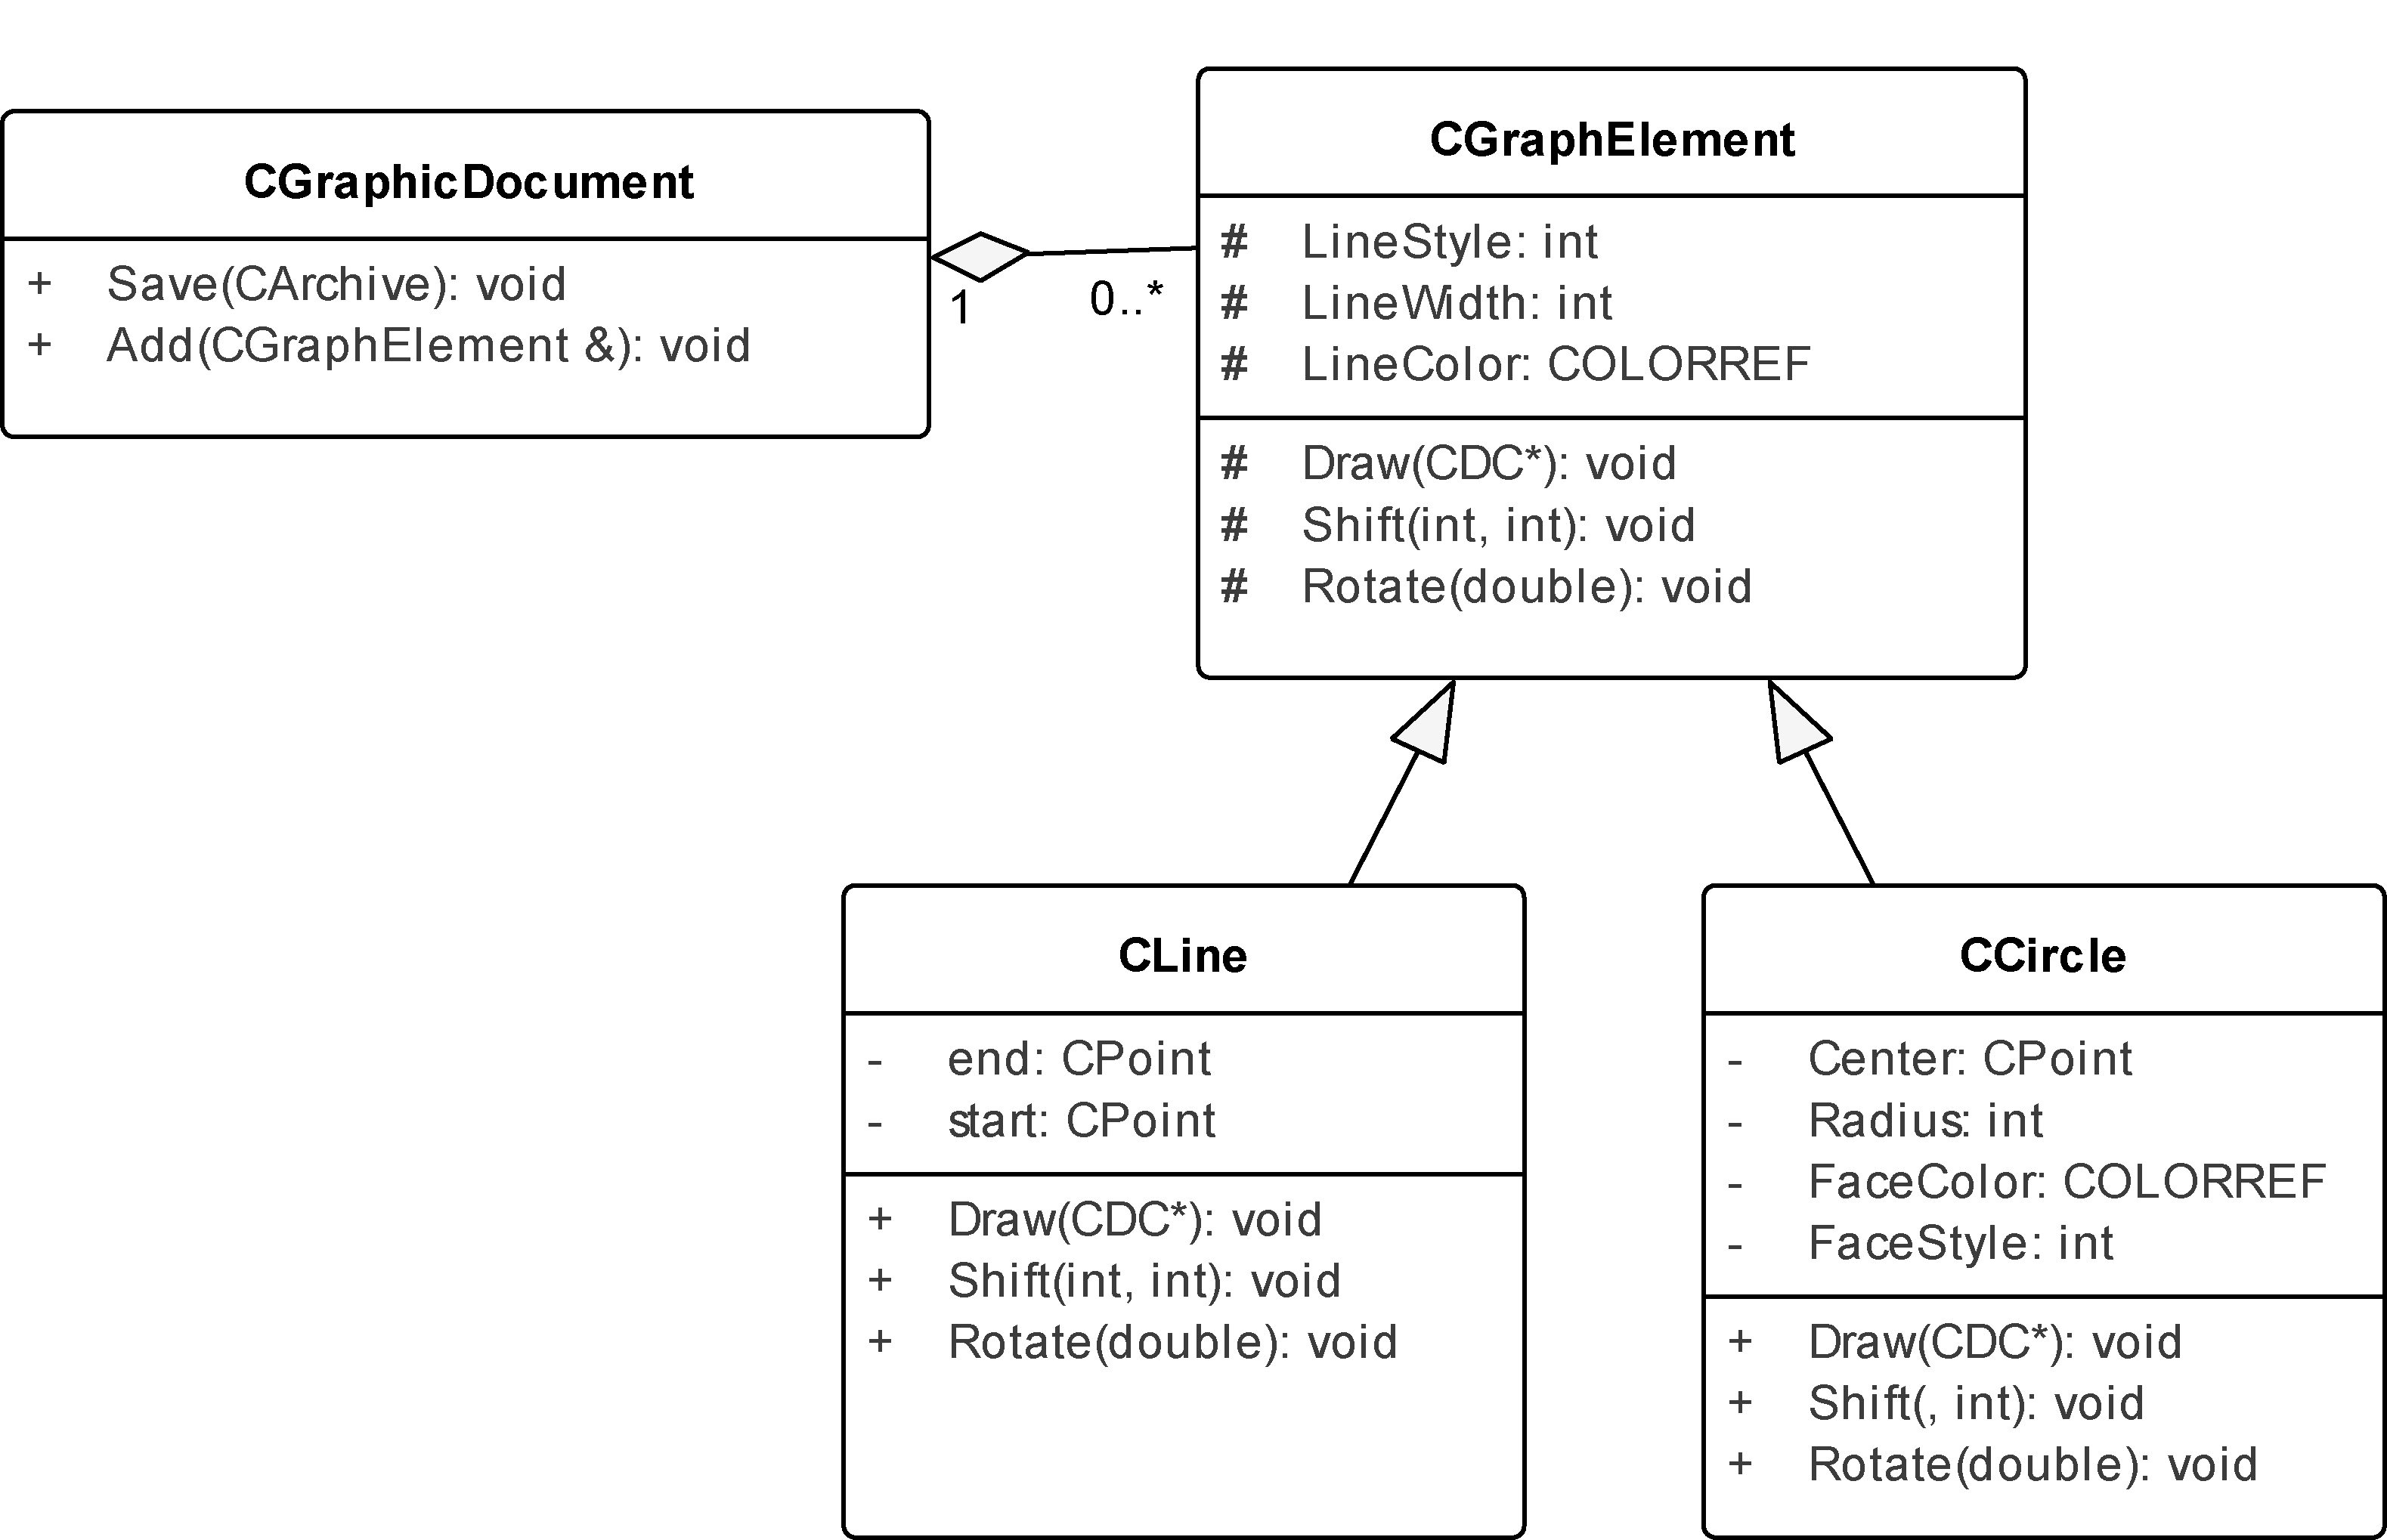 CGraphicDocument
+ Save(CArchive): void
+ Add(CGraphElement &): void
1
0..*
CGraphElement
# LineStyle: int
# LineWidth: int
# LineColor: COLORREF
# Draw(CDC*): void
# Shift(int, int): void
# Rotate(double): void
CLine
- end: CPoint
- start: CPoint
+ Draw(CDC*): void
+ Shift(int, int): void
+ Rotate(double): void
CCircle
- Center: CPoint
- Radius: int
- FaceColor: COLORREF
- FaceStyle: int
+ Draw(CDC*): void
+ Shift(, int): void
+ Rotate(double): void